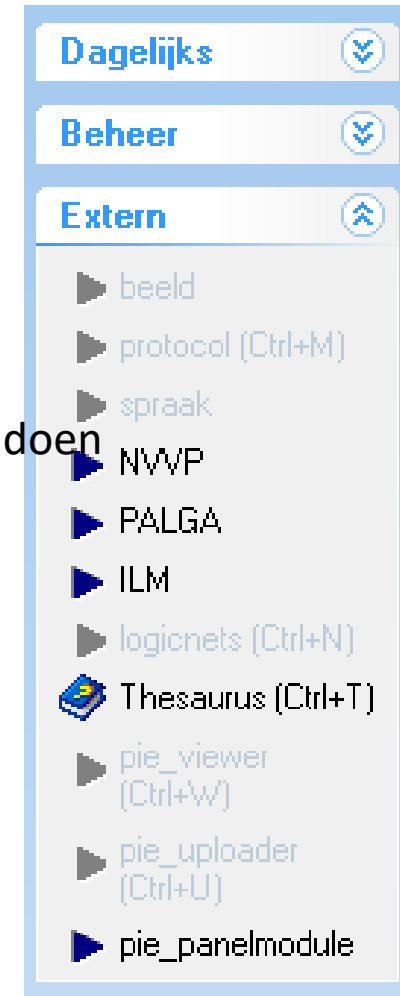 Dagelijks
Beheer
Extern
beeld
protocol (Ctrl+M)
spraak
doen
NVVP
PALGA
ILM
logicnets (Ctrl+N)
Thesaurus (Ctrl+T)
pie_viewer
(Ctrl+W)
pie_uploader
(Ctrl+U)
pie_panelmodule